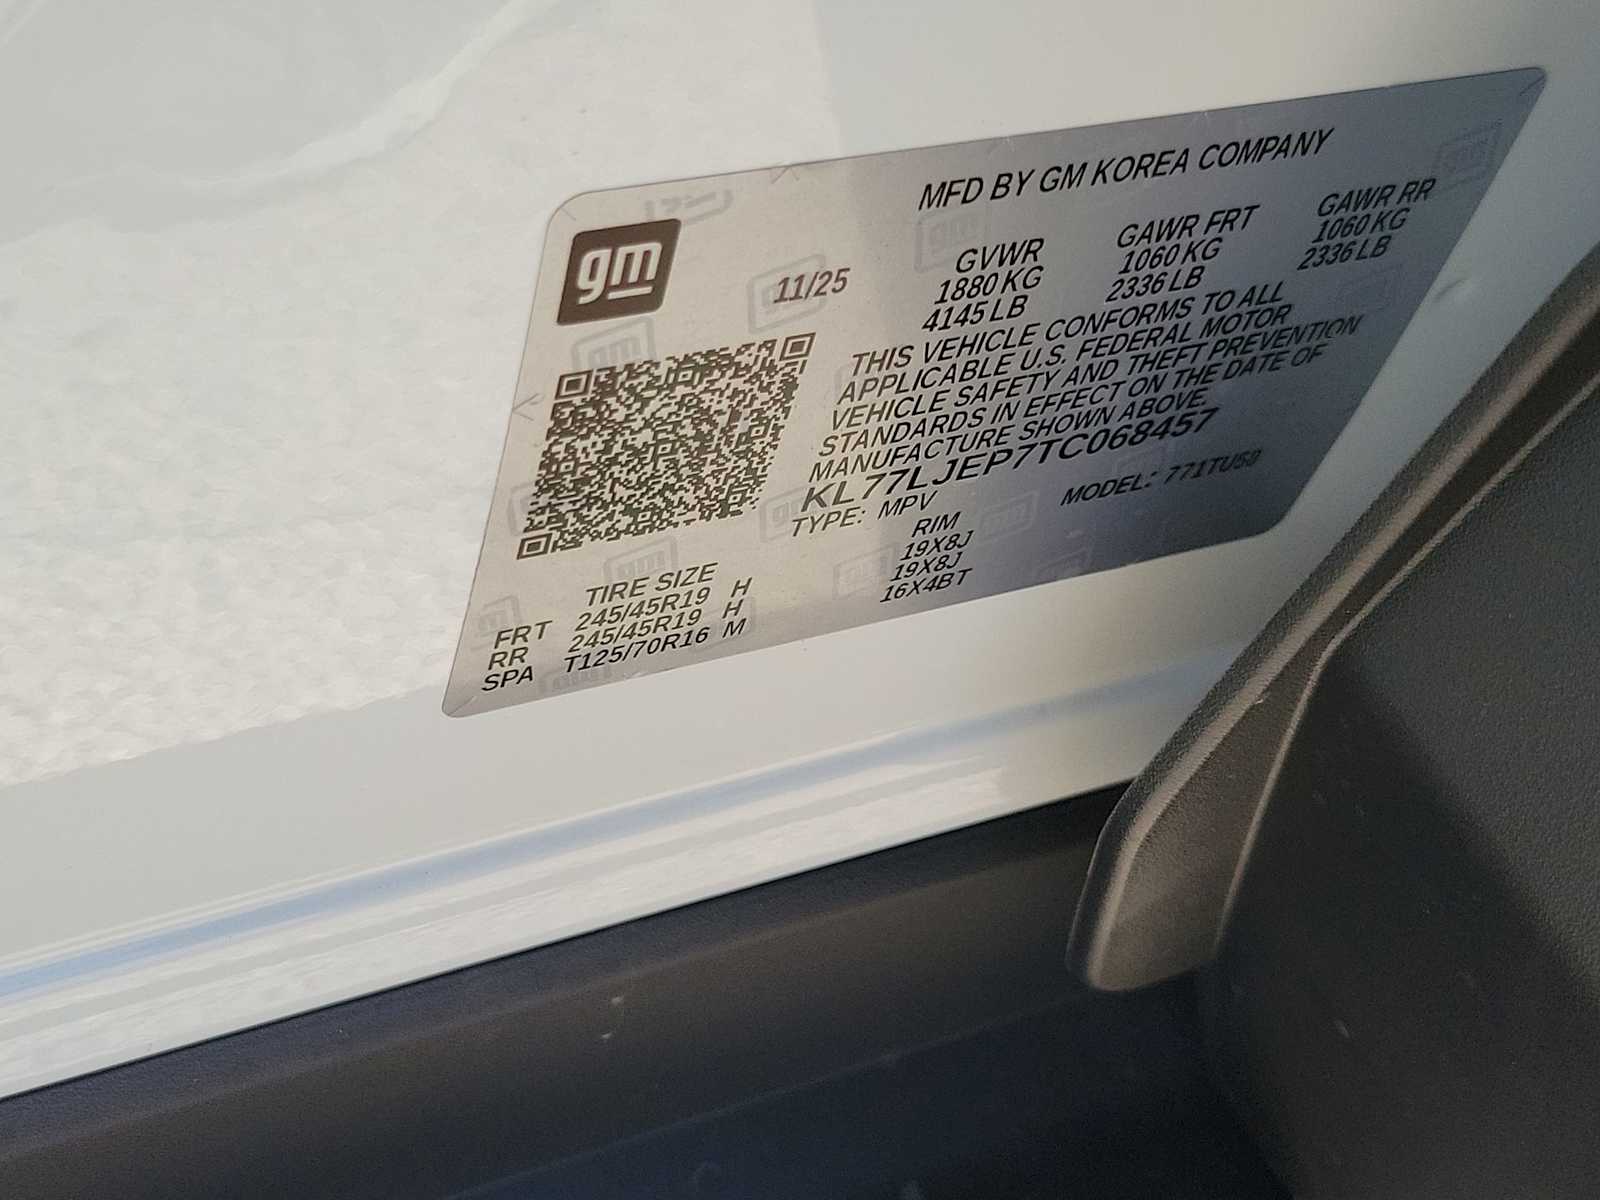 MFD BY GM KOREA COMPANY
gm
11/25
GVWR GAWR FRT GAWR RR
1880 KG 1060 KG 1060 KG
4145 LB 2336 LB 2336 LB
THIS VEHICLE CONFORMS TO ALL
APPLICABLE U.S. FEDERAL MOTOR
VEHICLE SAFETY AND THEFT PREVENTION
STANDARDS IN EFFECT ON THE DATE OF
MANUFACTURE SHOWN ABOVE.
KL77LJEP7TC068457
TYPE: MPV MODEL:
TIRE SIZE RIM
FRT 245/45R19 H 19X8J
RR 245/45R19 H 19X8J
SPA T125/70R16 M 16X4BT